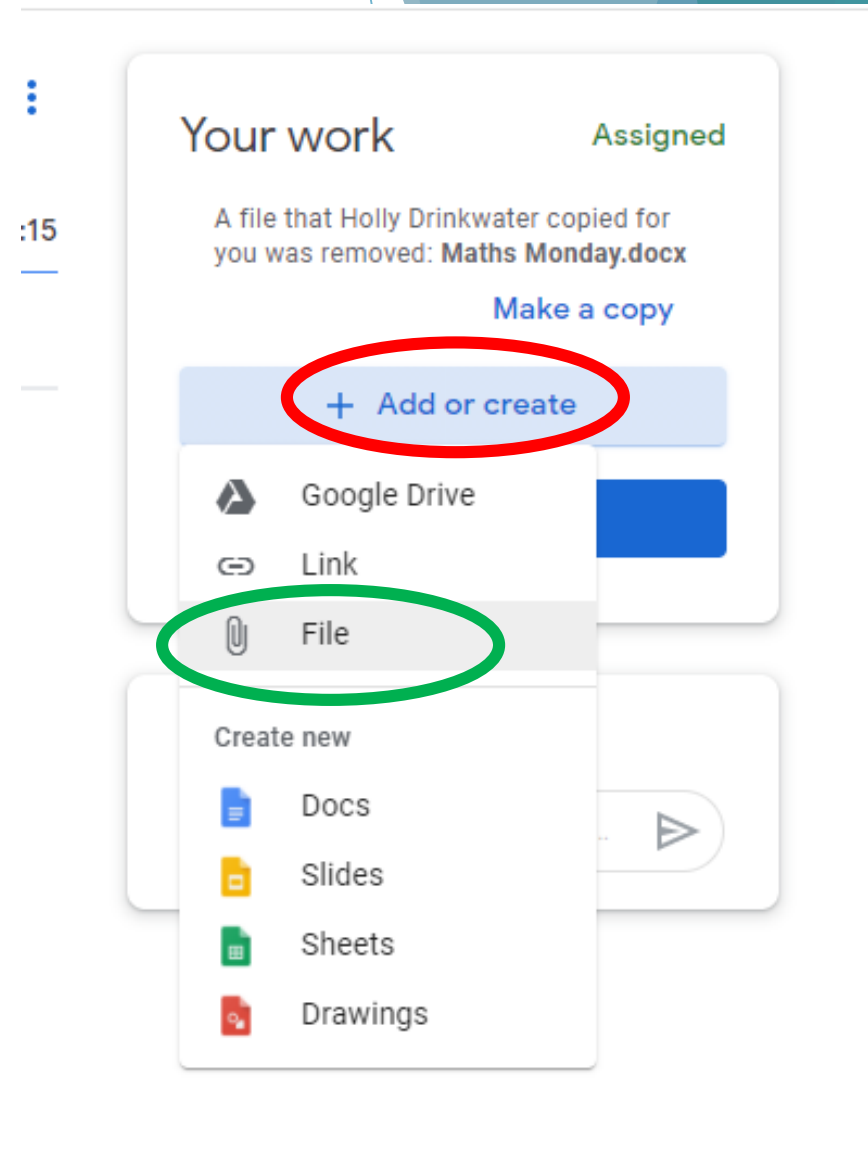 Your work
Assigned
:15
A file that Holly Drinkwater copied for
you was removed: Maths Monday.docx
Make a copy
+ Add or create
Google Drive
Link
File
Create new
Docs
...
Slides
Sheets
Drawings